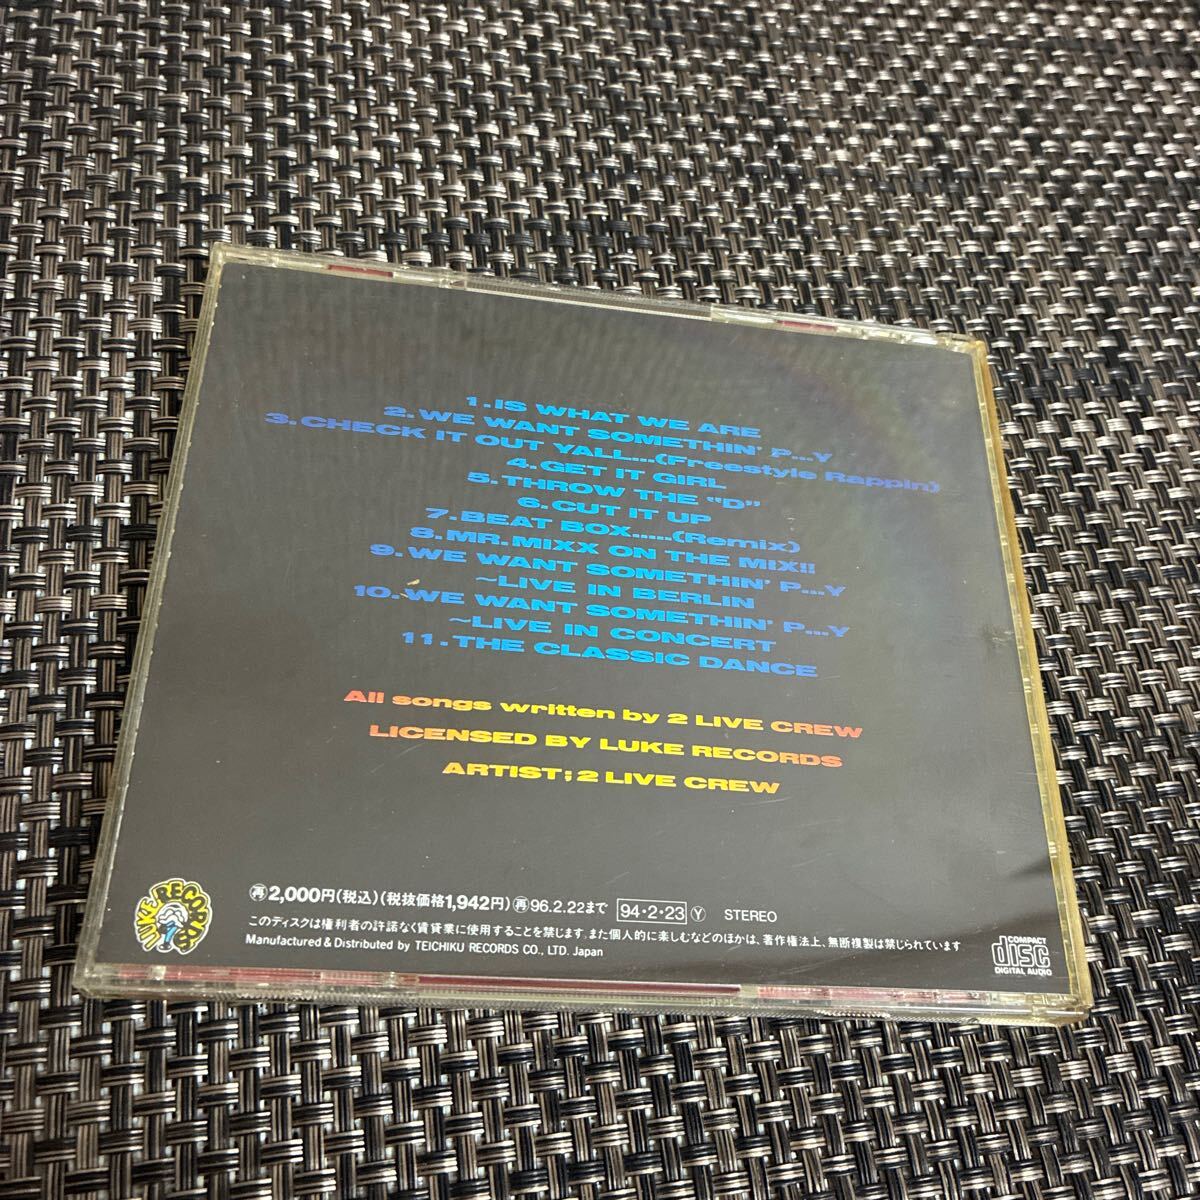 1.IS WHAT WE ARE
2.WE WANT SOMETHIN' P...Y
3.CHECK IT OUT YALL...(Freestyle Rappin)
4.GET IT GIRL
5.THROW THE "D"
6.CUT IT UP
7.BEAT BOX.....(Remix)
8.MR.MIXX ON THE MIX!!
9.WE WANT SOMETHIN' P...Y
~LIVE IN BERLIN
10.WE WANT SOMETHIN' P...Y
~LIVE IN CONCERT
11.THE CLASSIC DANCE
All songs written by 2 LIVE CREW
LICENSED BY LUKE RECORDS
ARTIST;2 LIVE CREW
LUKE RECORDS
㊢2,000円(税込)(税抜価格1,942円)㊢96.2.22まで 94・2・23 Ⓨ STEREO
このディスクは権利者の許諾なく賃貸業に使用することを禁じます。また個人的に楽しむなどのほかは、著作権法上、無断複製は禁じられています
Manufactured & Distributed by TEICHIKU RECORDS CO., LTD. Japan
COMPACT
disc
DIGITAL AUDIO